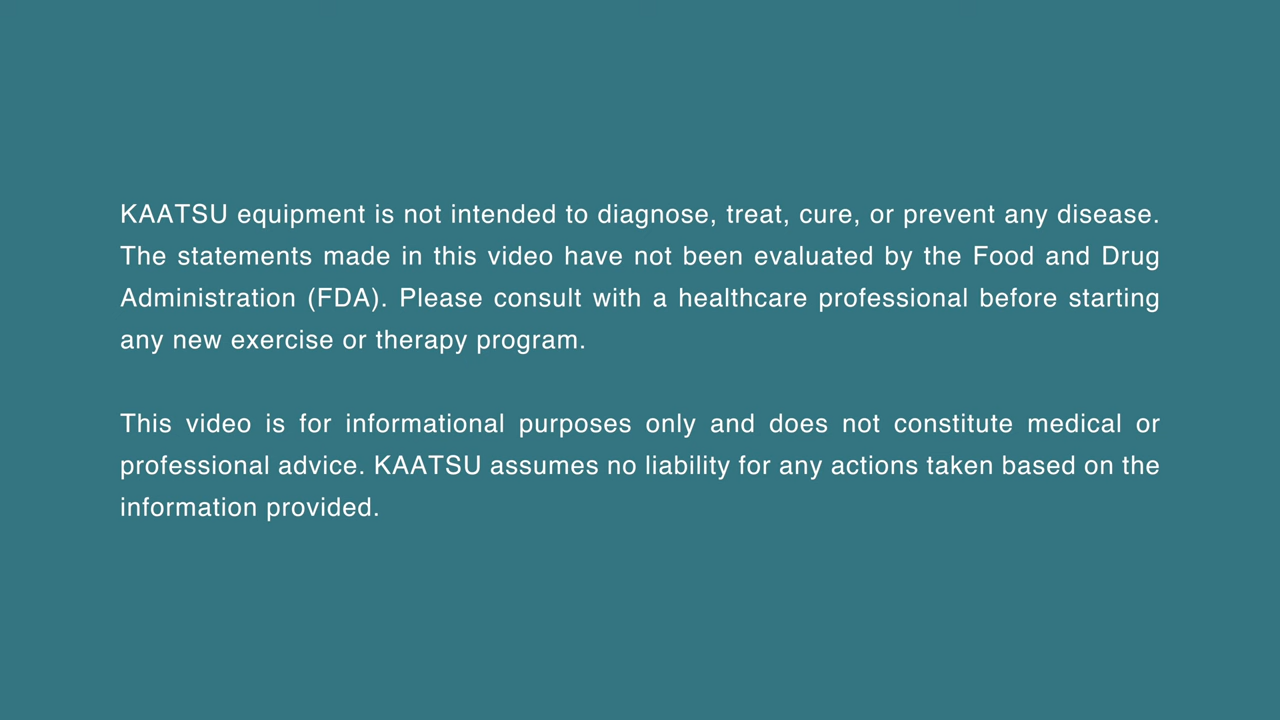 KAATSU equipment is not intended to diagnose, treat, cure, or prevent any disease.
The statements made in this video have not been evaluated by the Food and Drug
Administration (FDA). Please consult with a healthcare professional before starting
any new exercise or therapy program.
This video is for informational purposes only and does not constitute medical or
professional advice. KAATSU assumes no liability for any actions taken based on the
information provided.